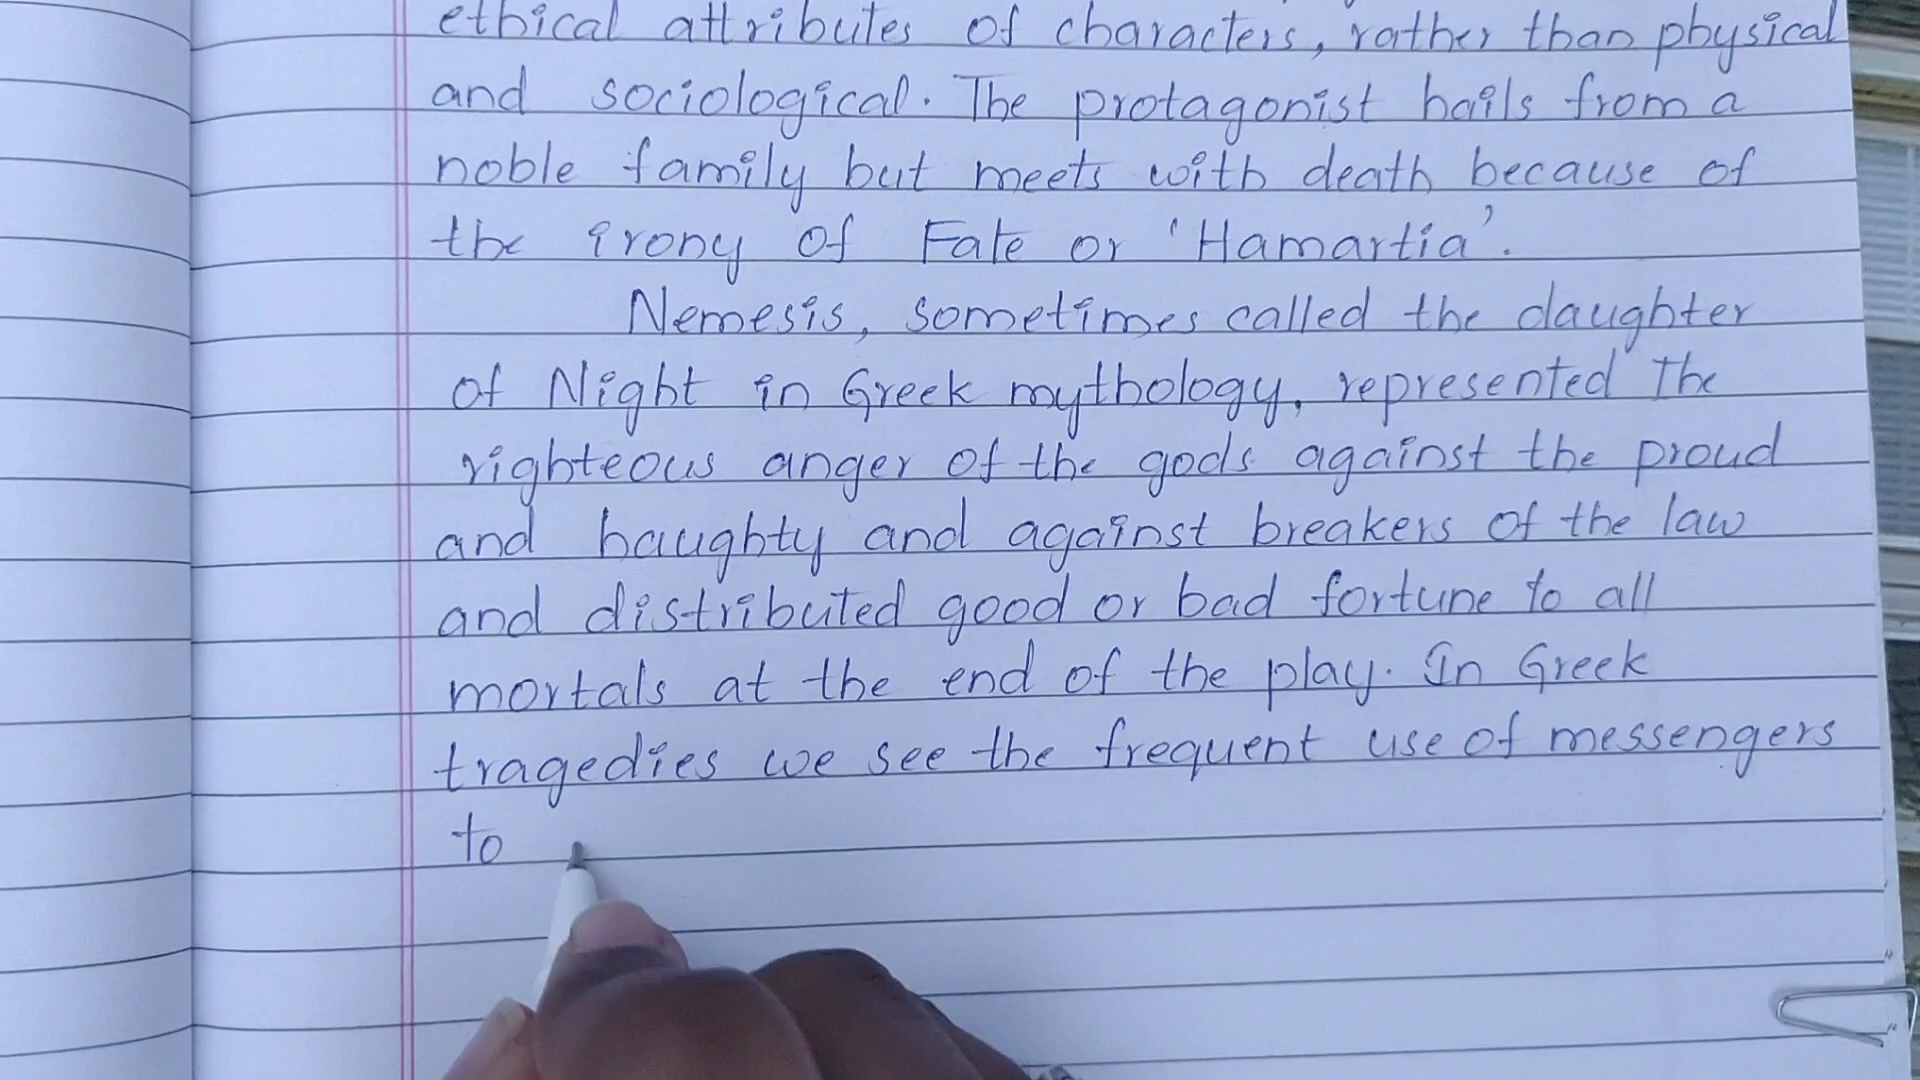 ethical attributes of characters, rather than physical
and sociological. The protagonist hails from a
noble family but meets with death because of
the irony of Fate or 'Hamartia'.
Nemesis, sometimes called the daughter
of Night in Greek mythology, represented the
righteous anger of the gods against the proud
and haughty and against breakers of the law
and distributed good or bad fortune to all
mortals at the end of the play. In Greek
tragedies we see the frequent use of messengers
to